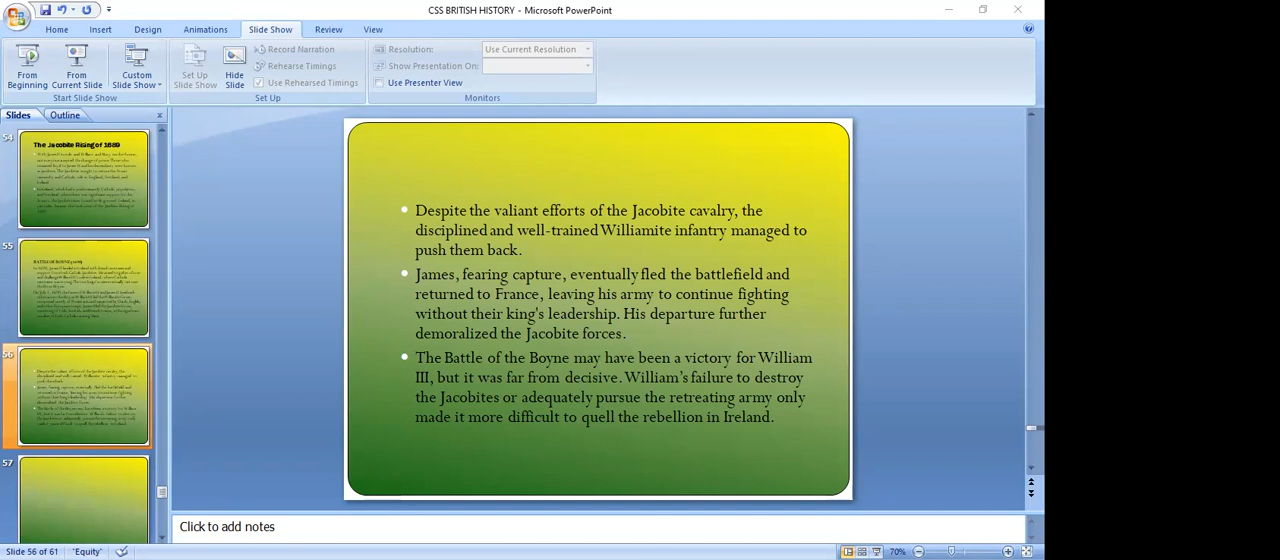 CSS BRITISH HISTORY - Microsoft PowerPoint
Home Insert Design Animations Slide Show Review View
From Beginning
From Current Slide
Custom Slide Show
Set Up Slide Show
Hide Slide
Record Narration
Rehearse Timings
Use Rehearsed Timings
Resolution: Use Current Resolution
Show Presentation On:
Use Presenter View
Start Slide Show Set Up Monitors
Slides Outline
54
The Jacobite Rising of 1689
55
56
57
• Despite the valiant efforts of the Jacobite cavalry, the
disciplined and well-trained Williamite infantry managed to
push them back.
• James, fearing capture, eventually fled the battlefield and
returned to France, leaving his army to continue fighting
without their king's leadership. His departure further
demoralized the Jacobite forces.
• The Battle of the Boyne may have been a victory for William
III, but it was far from decisive. William's failure to destroy
the Jacobites or adequately pursue the retreating army only
made it more difficult to quell the rebellion in Ireland.
Click to add notes
Slide 56 of 61 "Equity" 70%